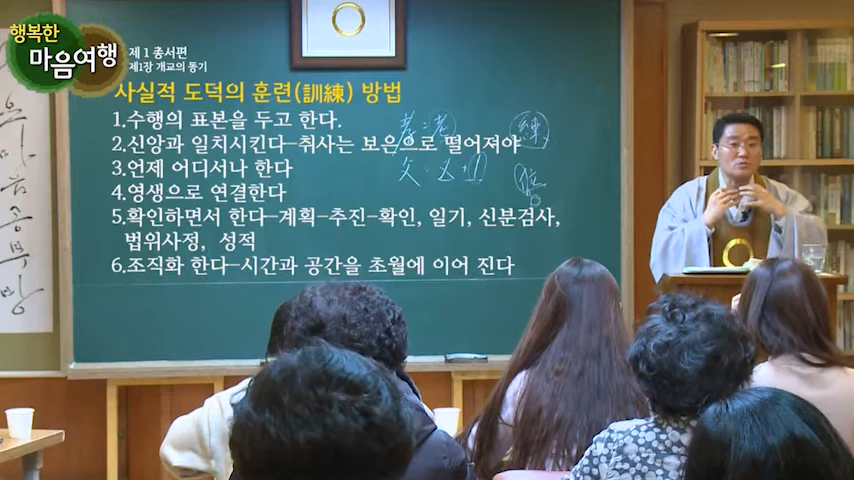 행복한
마음여행
제 1 총서편
제1장 개교의 동기
사실적 도덕의 훈련(訓練) 방법
1.수행의 표본을 두고 한다.
2.신앙과 일치시킨다-취사는 보은으로 떨어져야
3.언제 어디서나 한다
4.영생으로 연결한다
5.확인하면서 한다-계획-추진-확인, 일기, 신분검사,
법위사정, 성적
6.조직화 한다-시간과 공간을 초월에 이어 진다
練
마음공부방